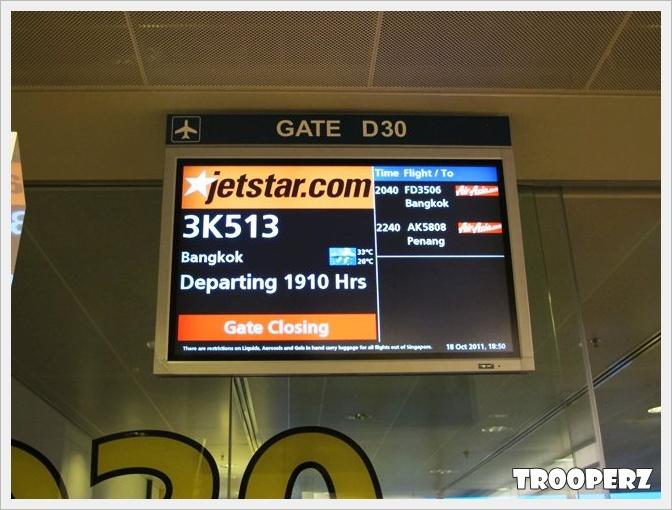 GATE D30
jetstar.com
3K513
Bangkok
33°C
26°C
Departing 1910 Hrs
Gate Closing
There are restrictions on Liquids, Aerosols and Gels in hand carry luggage for all flights out of Singapore.
Time Flight / To
2040 FD3506 AirAsia
Bangkok
2240 AK5808 AirAsia
Penang
18 Oct 2011, 18:50
D30
TROOPERZ